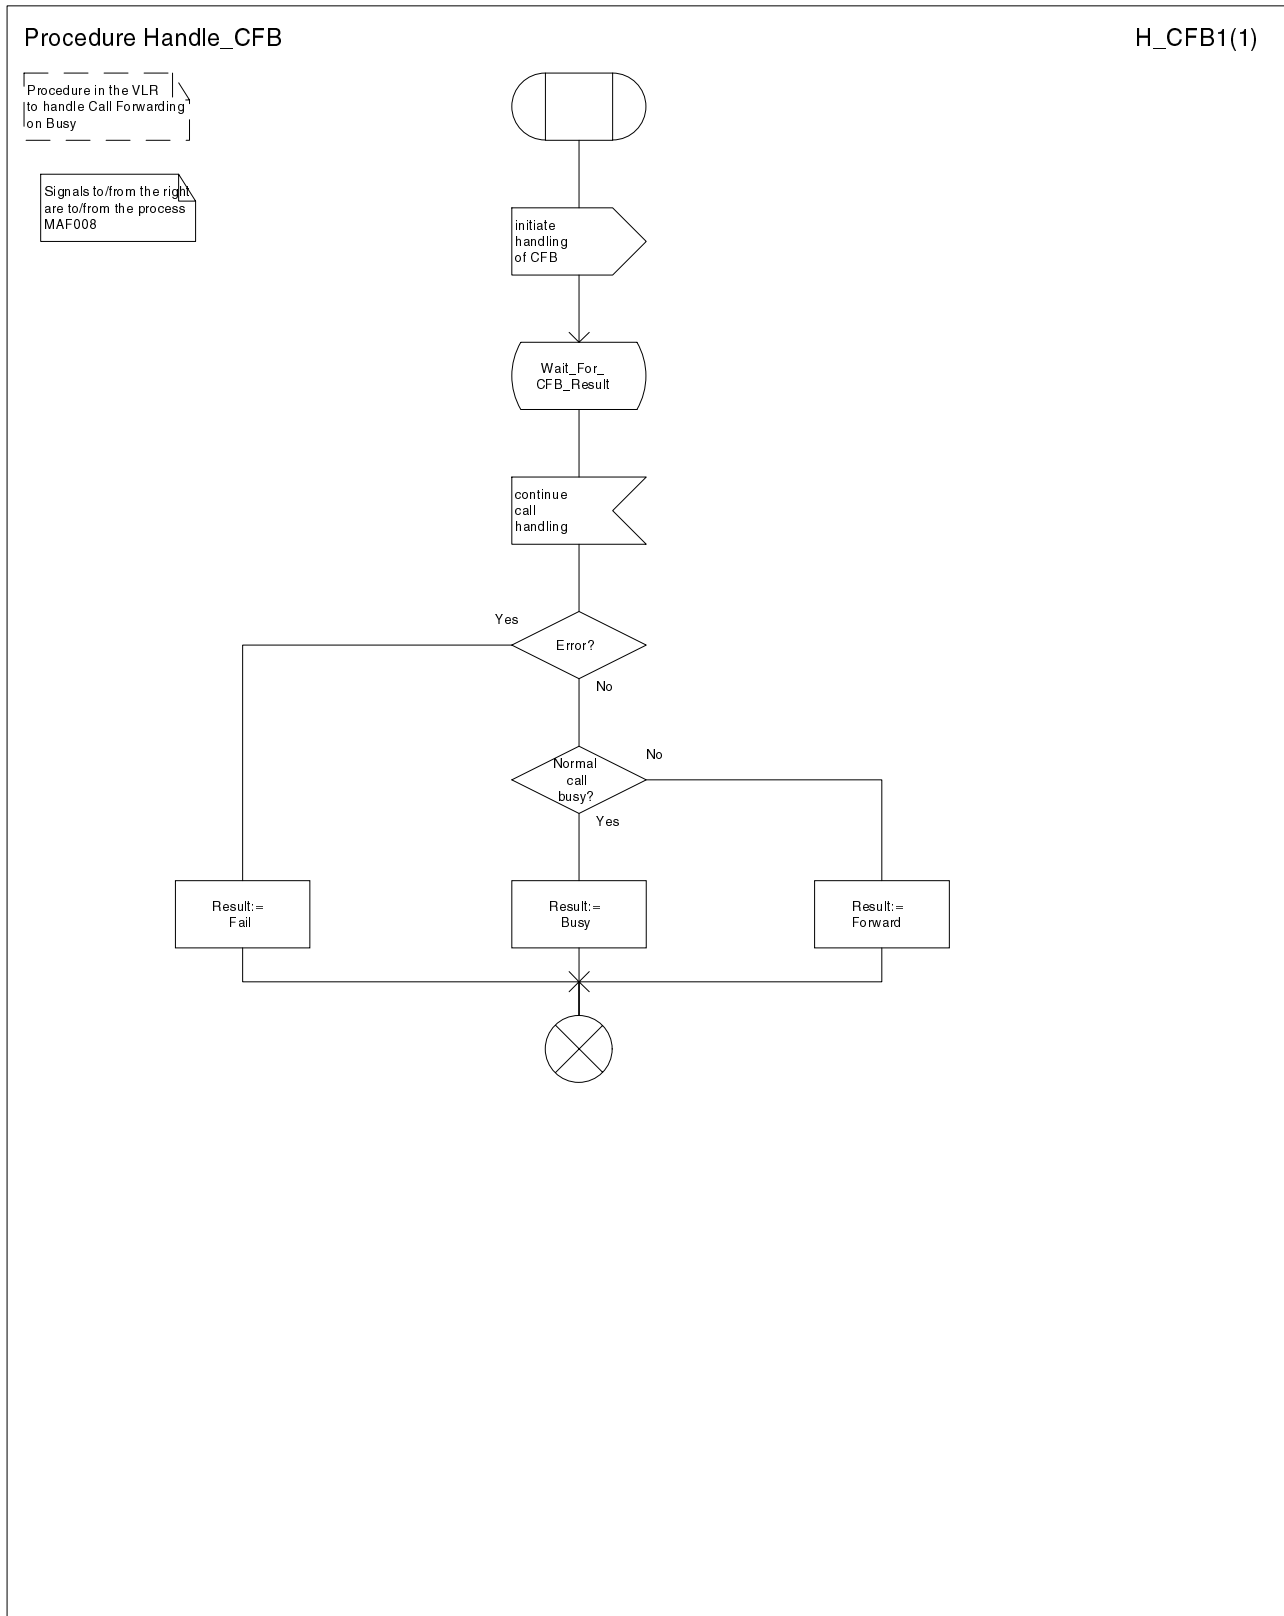 Procedure Handle_CFB
H_CFB1(1)
Procedure in the VLR
to handle Call Forwarding
on Busy
Signals to/from the right
are to/from the process
MAF008
initiate
handling
of CFB
Wait_For_
CFB_Result
continue
call
handling
Yes
Error?
No
No
Normal
call
busy?
Yes
Result:=
Fail
Result:=
Busy
Result:=
Forward